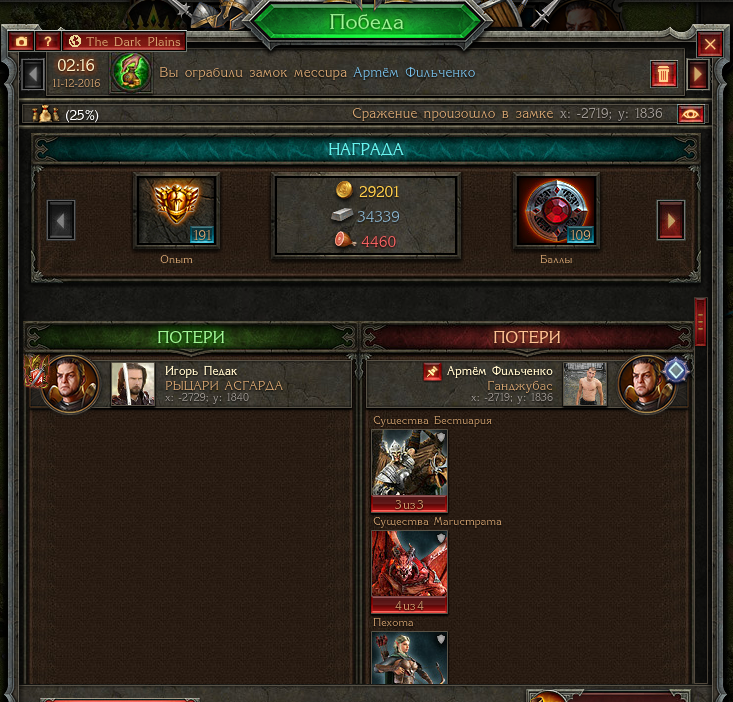 Победа
? The Dark Plains
02:16
11-12-2016
Вы ограбили замок мессира Артём Фильченко
(25%)
Сражение произошло в замке x: -2719; y: 1836
НАГРАДА
191
Опыт
29201
34339
4460
109
Баллы
ПОТЕРИ
Игорь Педак
РЫЦАРИ АСГАРДА
x: -2729; y: 1840
ПОТЕРИ
Артём Фильченко
Ганджубас
x: -2719; y: 1836
Существа Бестиария
3 из 3
Существа Магистрата
4 из 4
Пехота